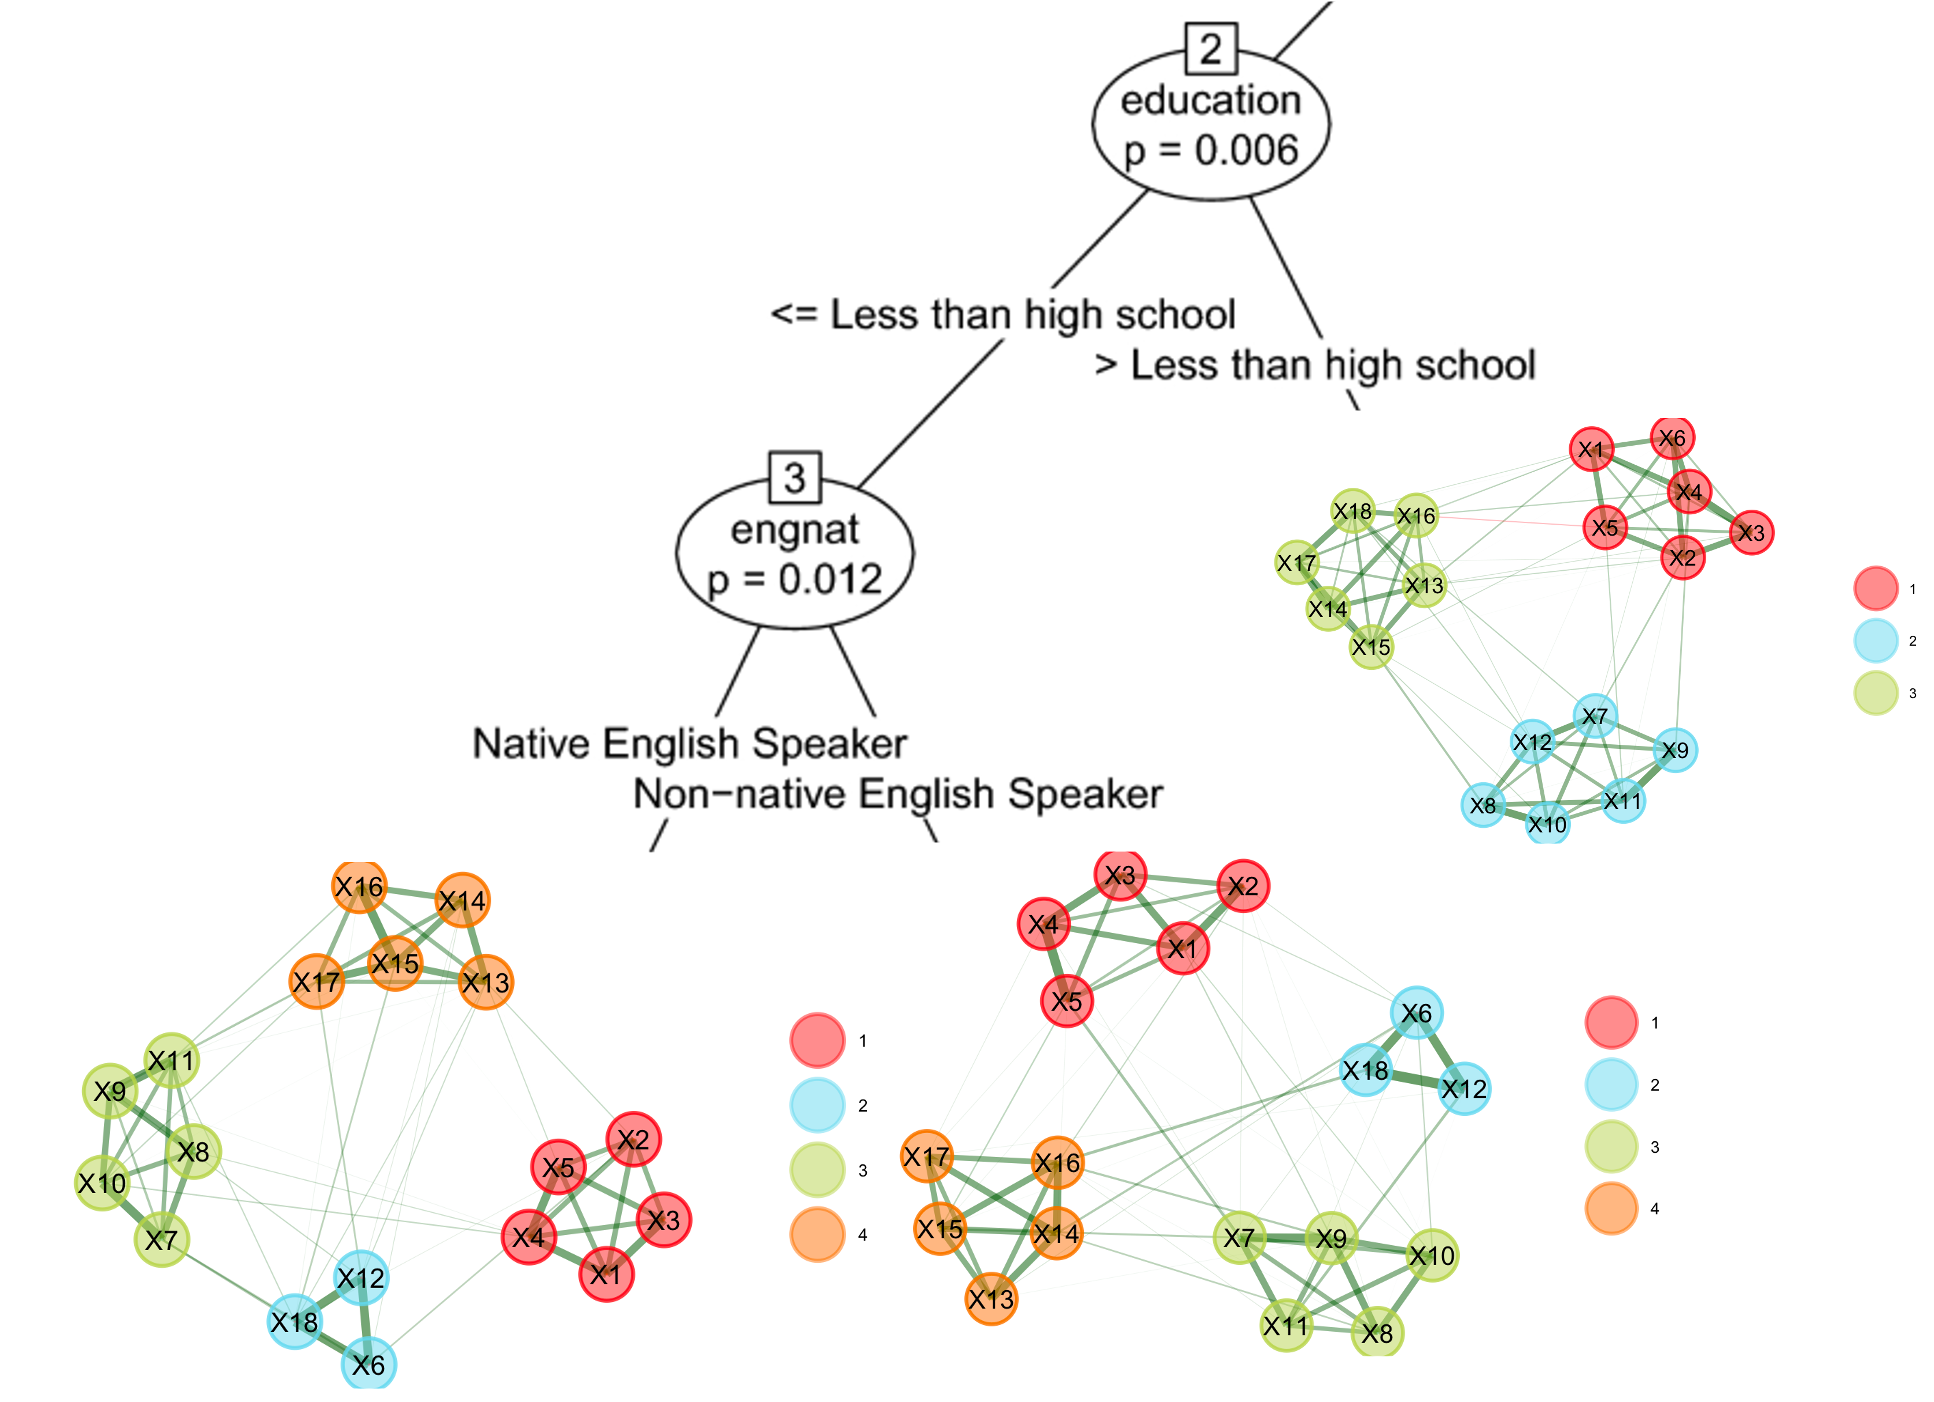 2
education
p = 0.006
<= Less than high school
> Less than high school
3
engnat
p = 0.012
Native English Speaker
Non−native English Speaker
X1
X6
X4
X3
X5
X2
X18
X16
X17
X13
X14
X15
X7
X12
X9
X8
X11
X10
1
2
3
X16
X14
X15
X17
X13
X11
X9
X8
X10
X7
X2
X5
X3
X4
X1
X12
X18
X6
1
2
3
4
X3
X2
X4
X1
X5
X6
X18
X12
X17
X16
X15
X14
X13
X7
X9
X10
X11
X8
1
2
3
4